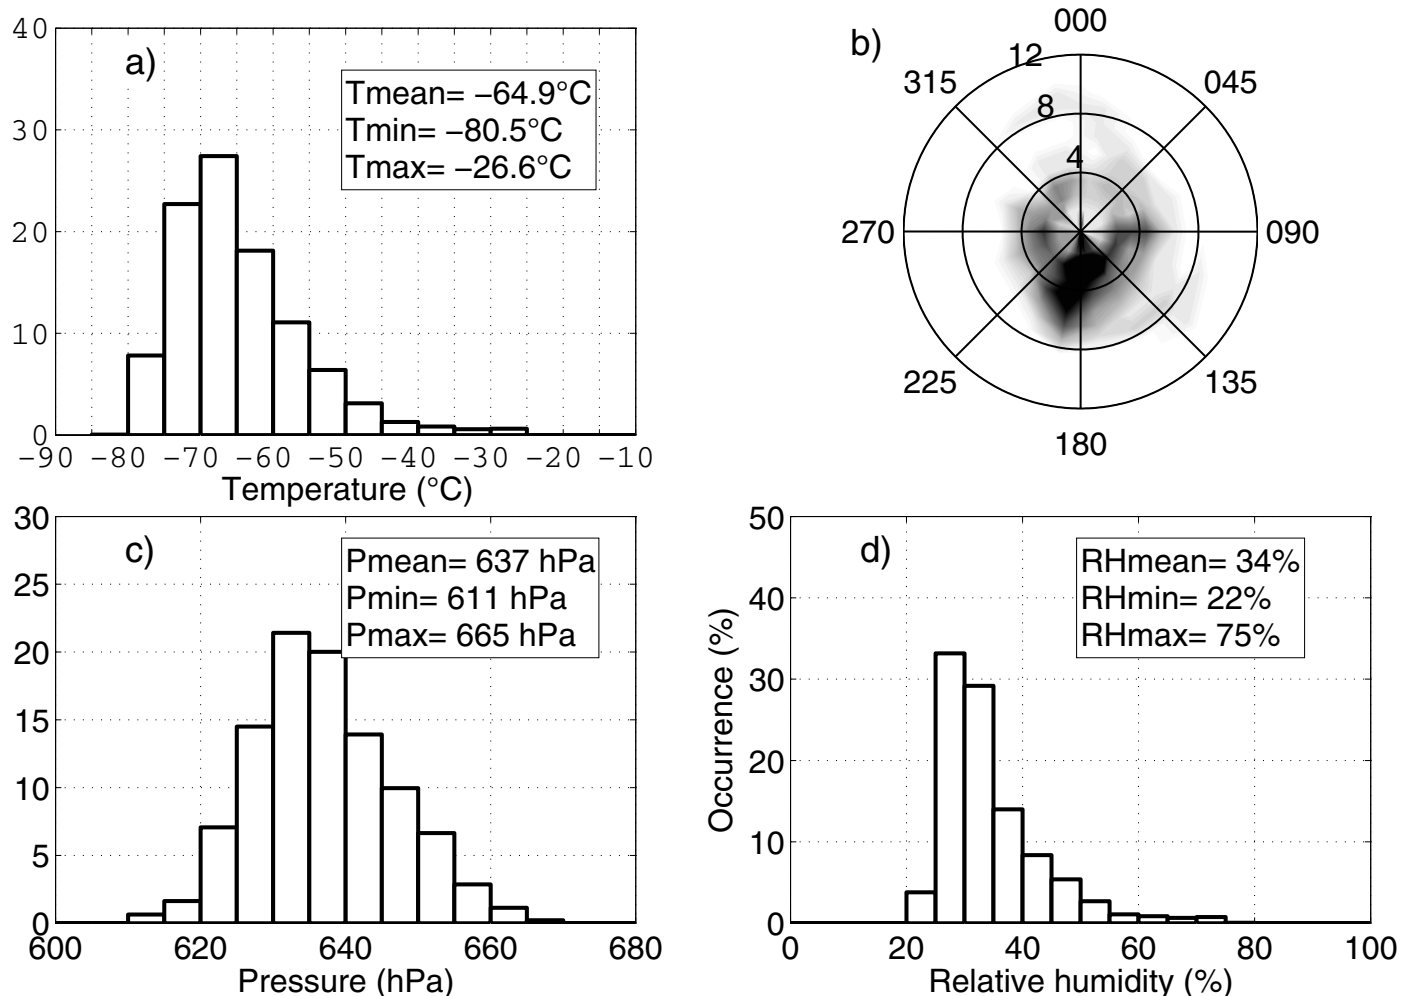 40
30
20
10
0
a)
Tmean= −64.9°C
Tmin= −80.5°C
Tmax= −26.6°C
−90 −80 −70 −60 −50 −40 −30 −20 −10
Temperature (°C)
b)
000
045
090
135
180
225
270
315
12
8
4
30
25
20
15
10
5
0
c)
Pmean= 637 hPa
Pmin= 611 hPa
Pmax= 665 hPa
600 620 640 660 680
Pressure (hPa)
Occurrence (%)
50
40
30
20
10
0
d)
RHmean= 34%
RHmin= 22%
RHmax= 75%
0 20 40 60 80 100
Relative humidity (%)